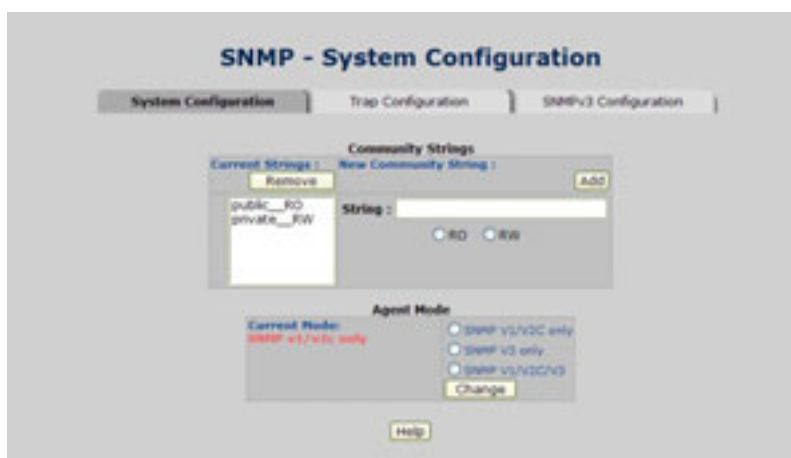 SNMP - System Configuration
System Configuration
Trap Configuration
SNMPv3 Configuration
Community Strings
Current Strings :
New Community String :
Remove
Add
public__RO
private__RW
String :
RO
RW
Agent Mode
Current Mode:
SNMP v1/v2c only
SNMP V1/V2C only
SNMP V3 only
SNMP V1/V2C/V3
Change
Help